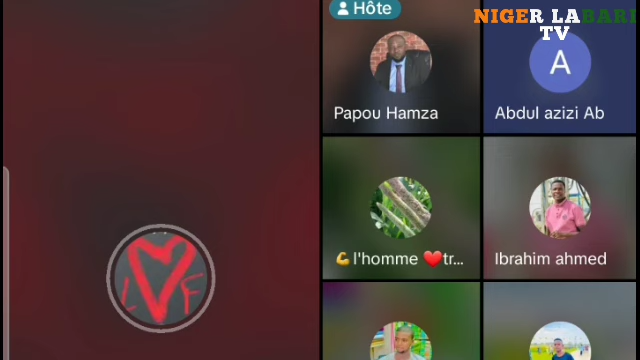 Hôte
NIGER LABARI
TV
A
Papou Hamza
Abdul azizi Ab
💪l'homme ❤️tr...
Ibrahim ahmed
L F